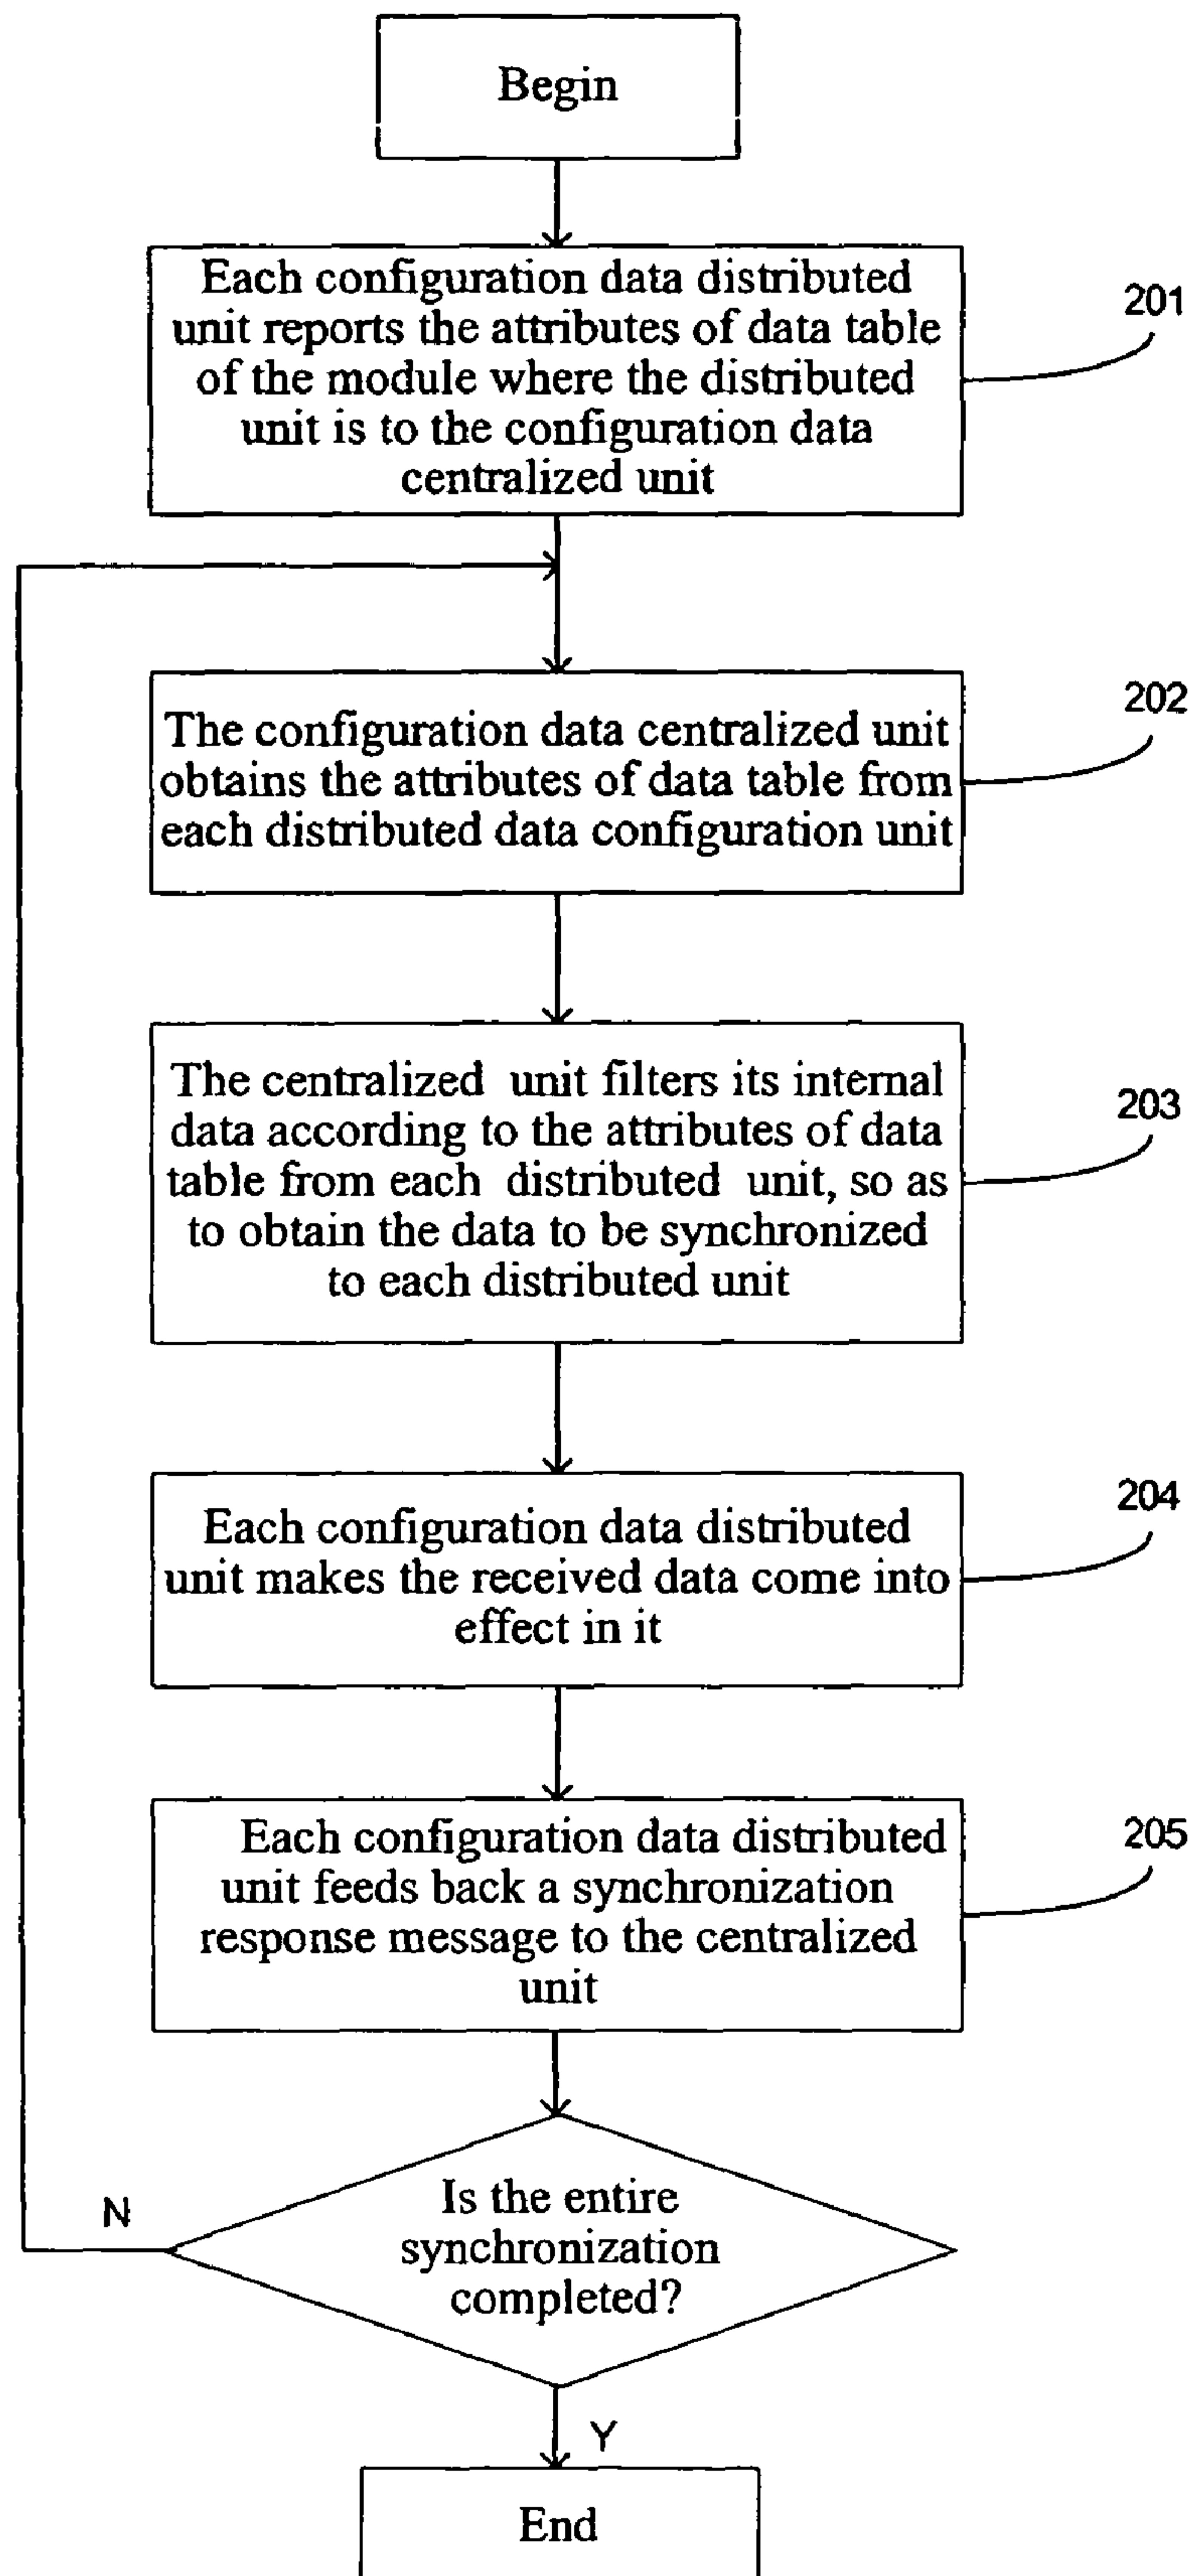 Begin
Each configuration data distributed
unit reports the attributes of data table
of the module where the distributed
unit is to the configuration data
centralized unit
201
The configuration data centralized unit
obtains the attributes of data table from
each distributed data configuration unit
202
The centralized unit filters its internal
data according to the attributes of data
table from each distributed unit, so as
to obtain the data to be synchronized
to each distributed unit
203
Each configuration data distributed
unit makes the received data come into
effect in it
204
Each configuration data distributed
unit feeds back a synchronization
response message to the centralized
unit
205
Is the entire
synchronization
completed?
N
Y
End